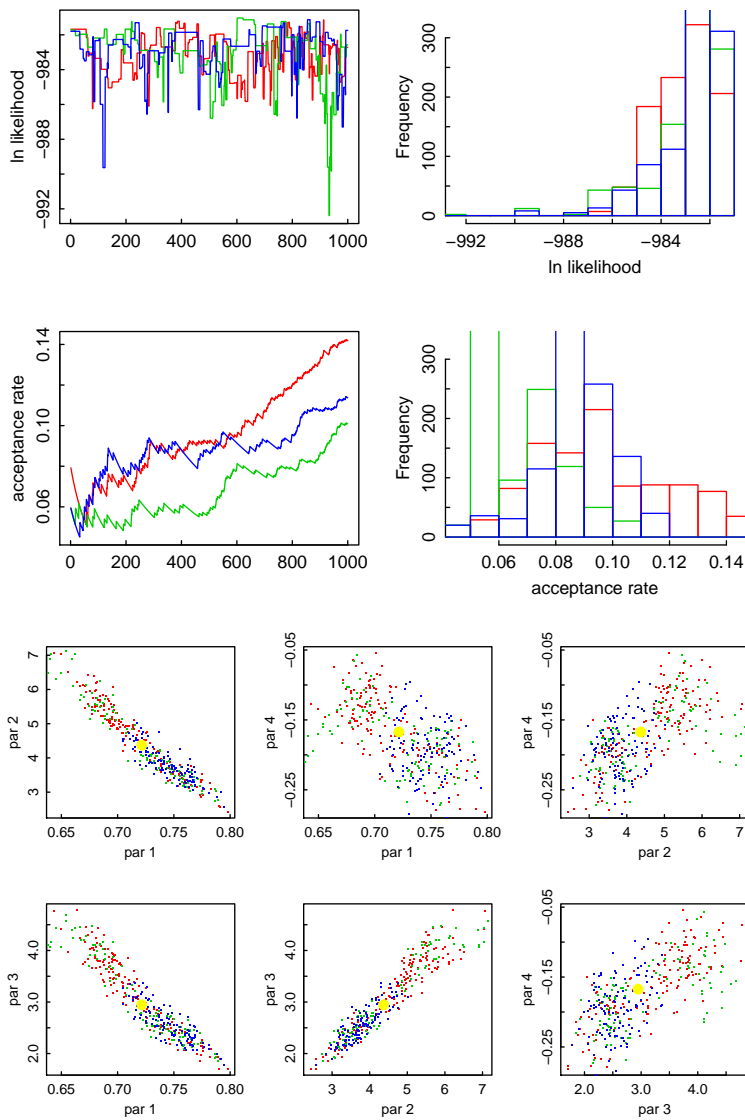 ln likelihood
−992
−988
−984
0 200 400 600 800 1000
Frequency
0 100 300
−992 −988 −984
ln likelihood
acceptance rate
0.06 0.10 0.14
0 200 400 600 800 1000
Frequency
0 100 300
0.06 0.08 0.10 0.12 0.14
acceptance rate
par 2
3 4 5 6 7
0.65 0.70 0.75 0.80
par 1
par 4
−0.25 −0.15 −0.05
0.65 0.70 0.75 0.80
par 1
par 4
−0.25 −0.15 −0.05
3 4 5 6 7
par 2
par 3
2.0 3.0 4.0
0.65 0.70 0.75 0.80
par 1
par 3
2.0 3.0 4.0
3 4 5 6 7
par 2
par 4
−0.25 −0.15 −0.05
2.0 3.0 4.0
par 3